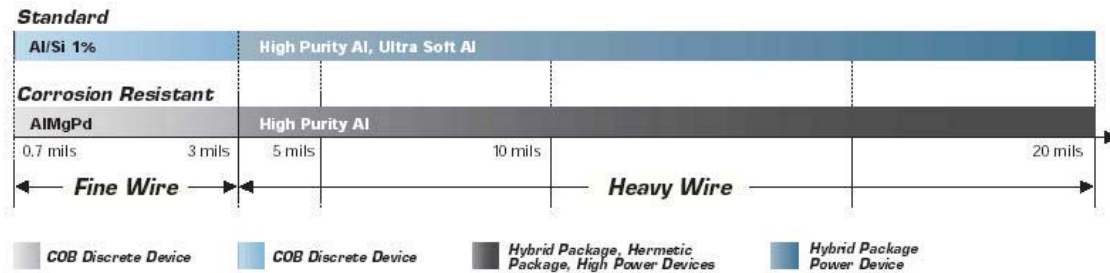 Standard
Al/Si 1%
High Purity Al, Ultra Soft Al
Corrosion Resistant
AlMgPd
High Purity Al
0.7 mils
3 mils
5 mils
10 mils
20 mils
Fine Wire
Heavy Wire
COB Discrete Device
COB Discrete Device
Hybrid Package, Hermetic
Package, High Power Devices
Hybrid Package
Power Device